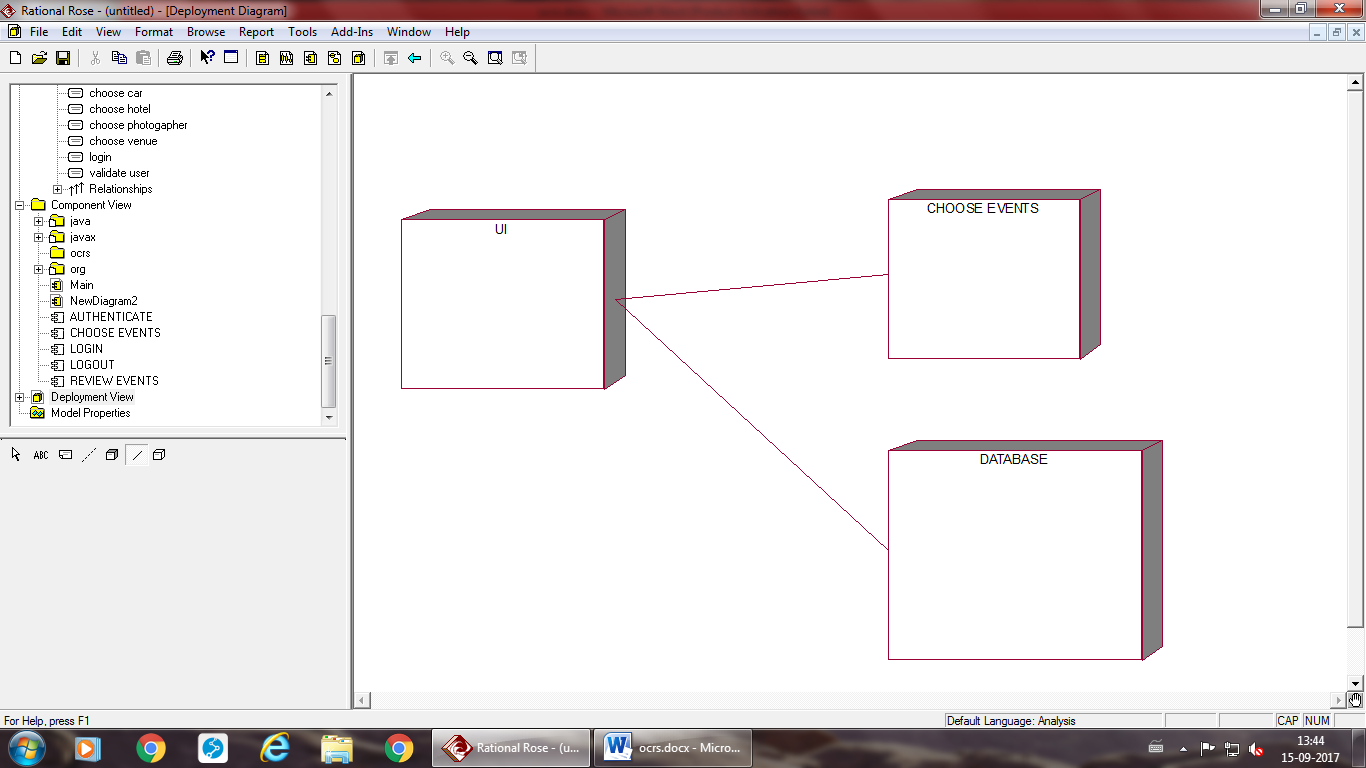 Rational Rose - (untitled) - [Deployment Diagram]
File Edit View Format Browse Report Tools Add-Ins Window Help
choose car
choose hotel
choose photogapher
choose venue
login
validate user
Relationships
Component View
java
javax
ocrs
org
Main
NewDiagram2
AUTHENTICATE
CHOOSE EVENTS
LOGIN
LOGOUT
REVIEW EVENTS
Deployment View
Model Properties
ABC
UI
CHOOSE EVENTS
DATABASE
For Help, press F1
Default Language: Analysis
CAP NUM
Rational Rose - (u...
ocrs.docx - Micro...
13:44
15-09-2017